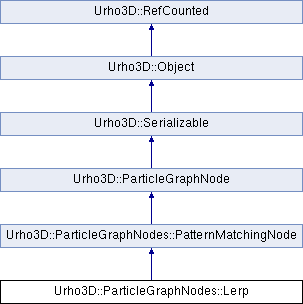 Urho3D::RefCounted
Urho3D::Object
Urho3D::Serializable
Urho3D::ParticleGraphNode
Urho3D::ParticleGraphNodes::PatternMatchingNode
Urho3D::ParticleGraphNodes::Lerp